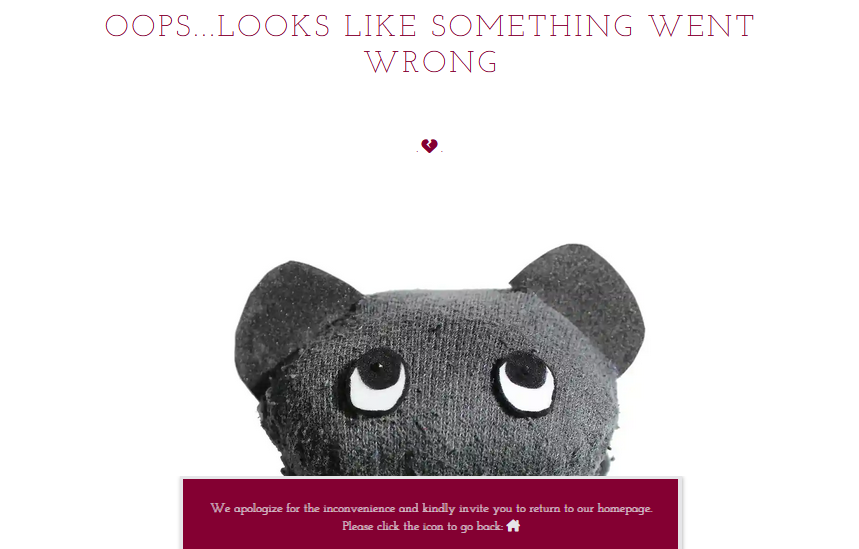 OOPS...LOOKS LIKE SOMETHING WENT
WRONG
We apologize for the inconvenience and kindly invite you to return to our homepage.
Please click the icon to go back: